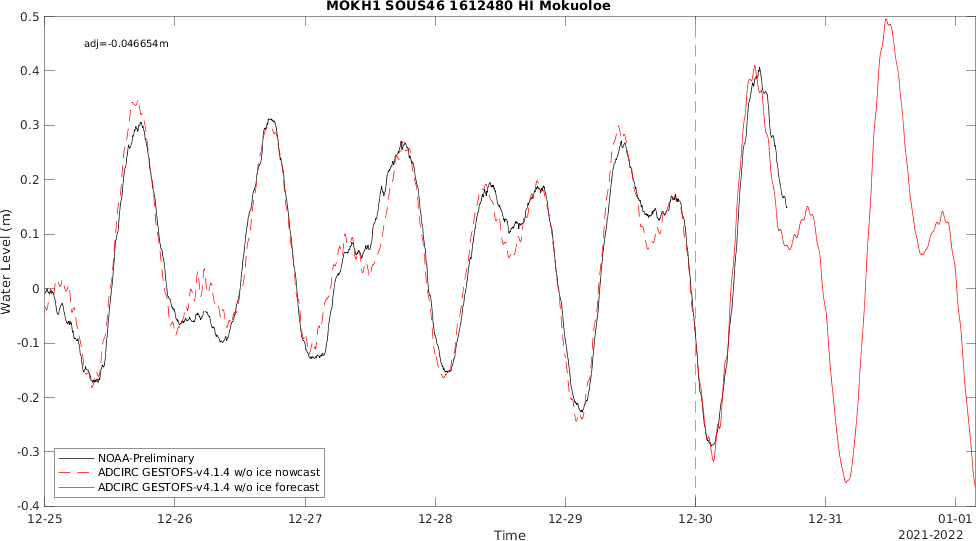 MOKH1 SOUS46 1612480 HI Mokuoloe
adj=-0.046654m
0.5
0.4
0.3
0.2
0.1
0
-0.1
-0.2
-0.3
-0.4
Water Level (m)
NOAA-Preliminary
ADCIRC GESTOFS-v4.1.4 w/o ice nowcast
ADCIRC GESTOFS-v4.1.4 w/o ice forecast
12-25 12-26 12-27 12-28 12-29 12-30 12-31 01-01
Time
2021-2022